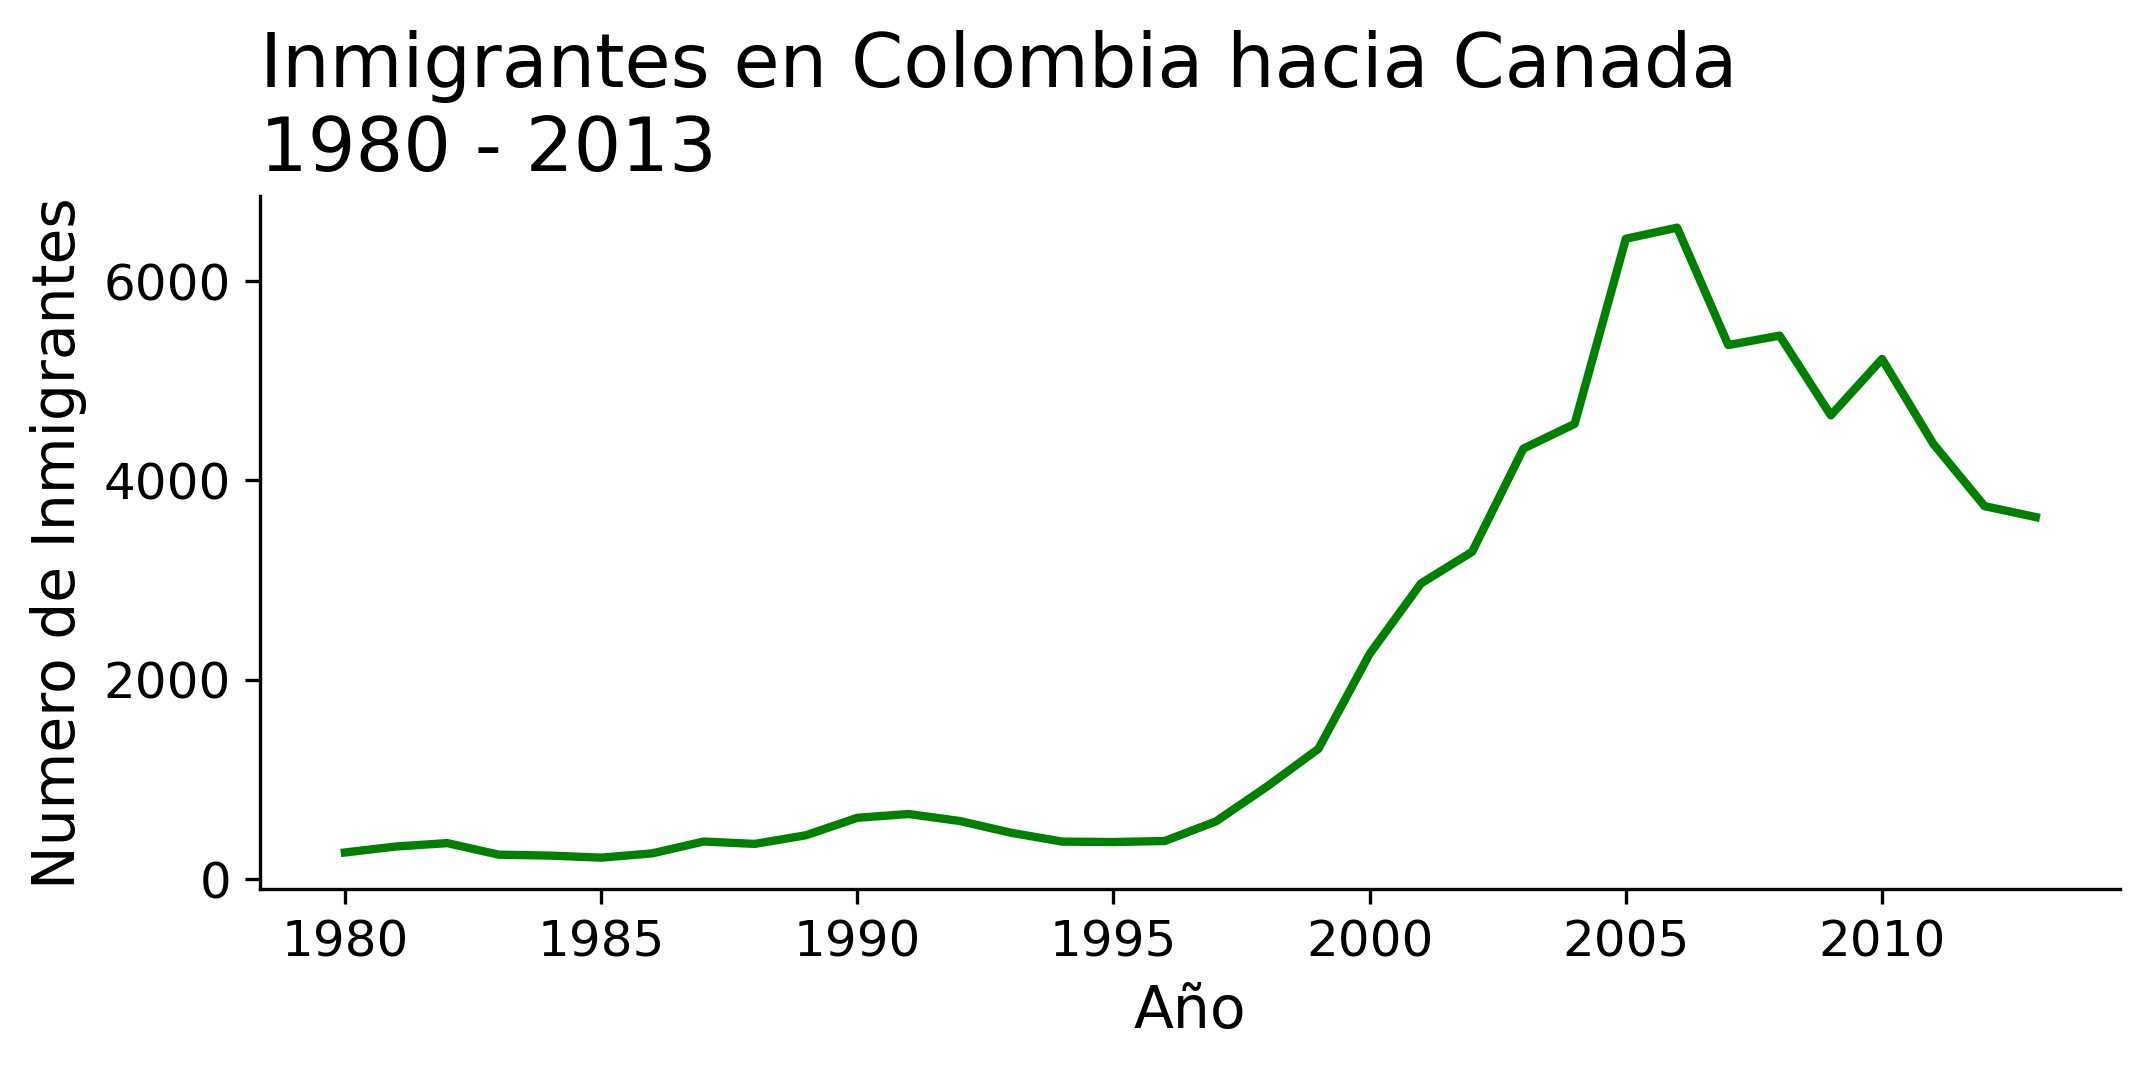 Inmigrantes en Colombia hacia Canada
1980 - 2013
Numero de Inmigrantes
6000
4000
2000
0
1980
1985
1990
1995
2000
2005
2010
Año